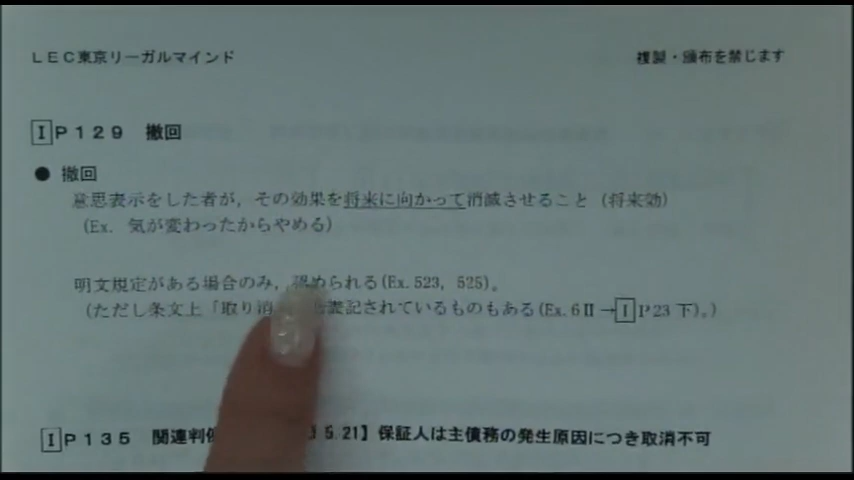 LEC東京リーガルマインド
複製・頒布を禁じます
I P129 撤回
● 撤回
意思表示をした者が，その効果を将来に向かって消滅させること（将来効）
(Ex. 気が変わったからやめる)
明文規定がある場合のみ，認められる(Ex. 523, 525)。
(ただし条文上「取り消 表記されているものもある(Ex. 6Ⅱ→I P23下)。)
I P135 関連判例 5.21】保証人は主債務の発生原因につき取消不可